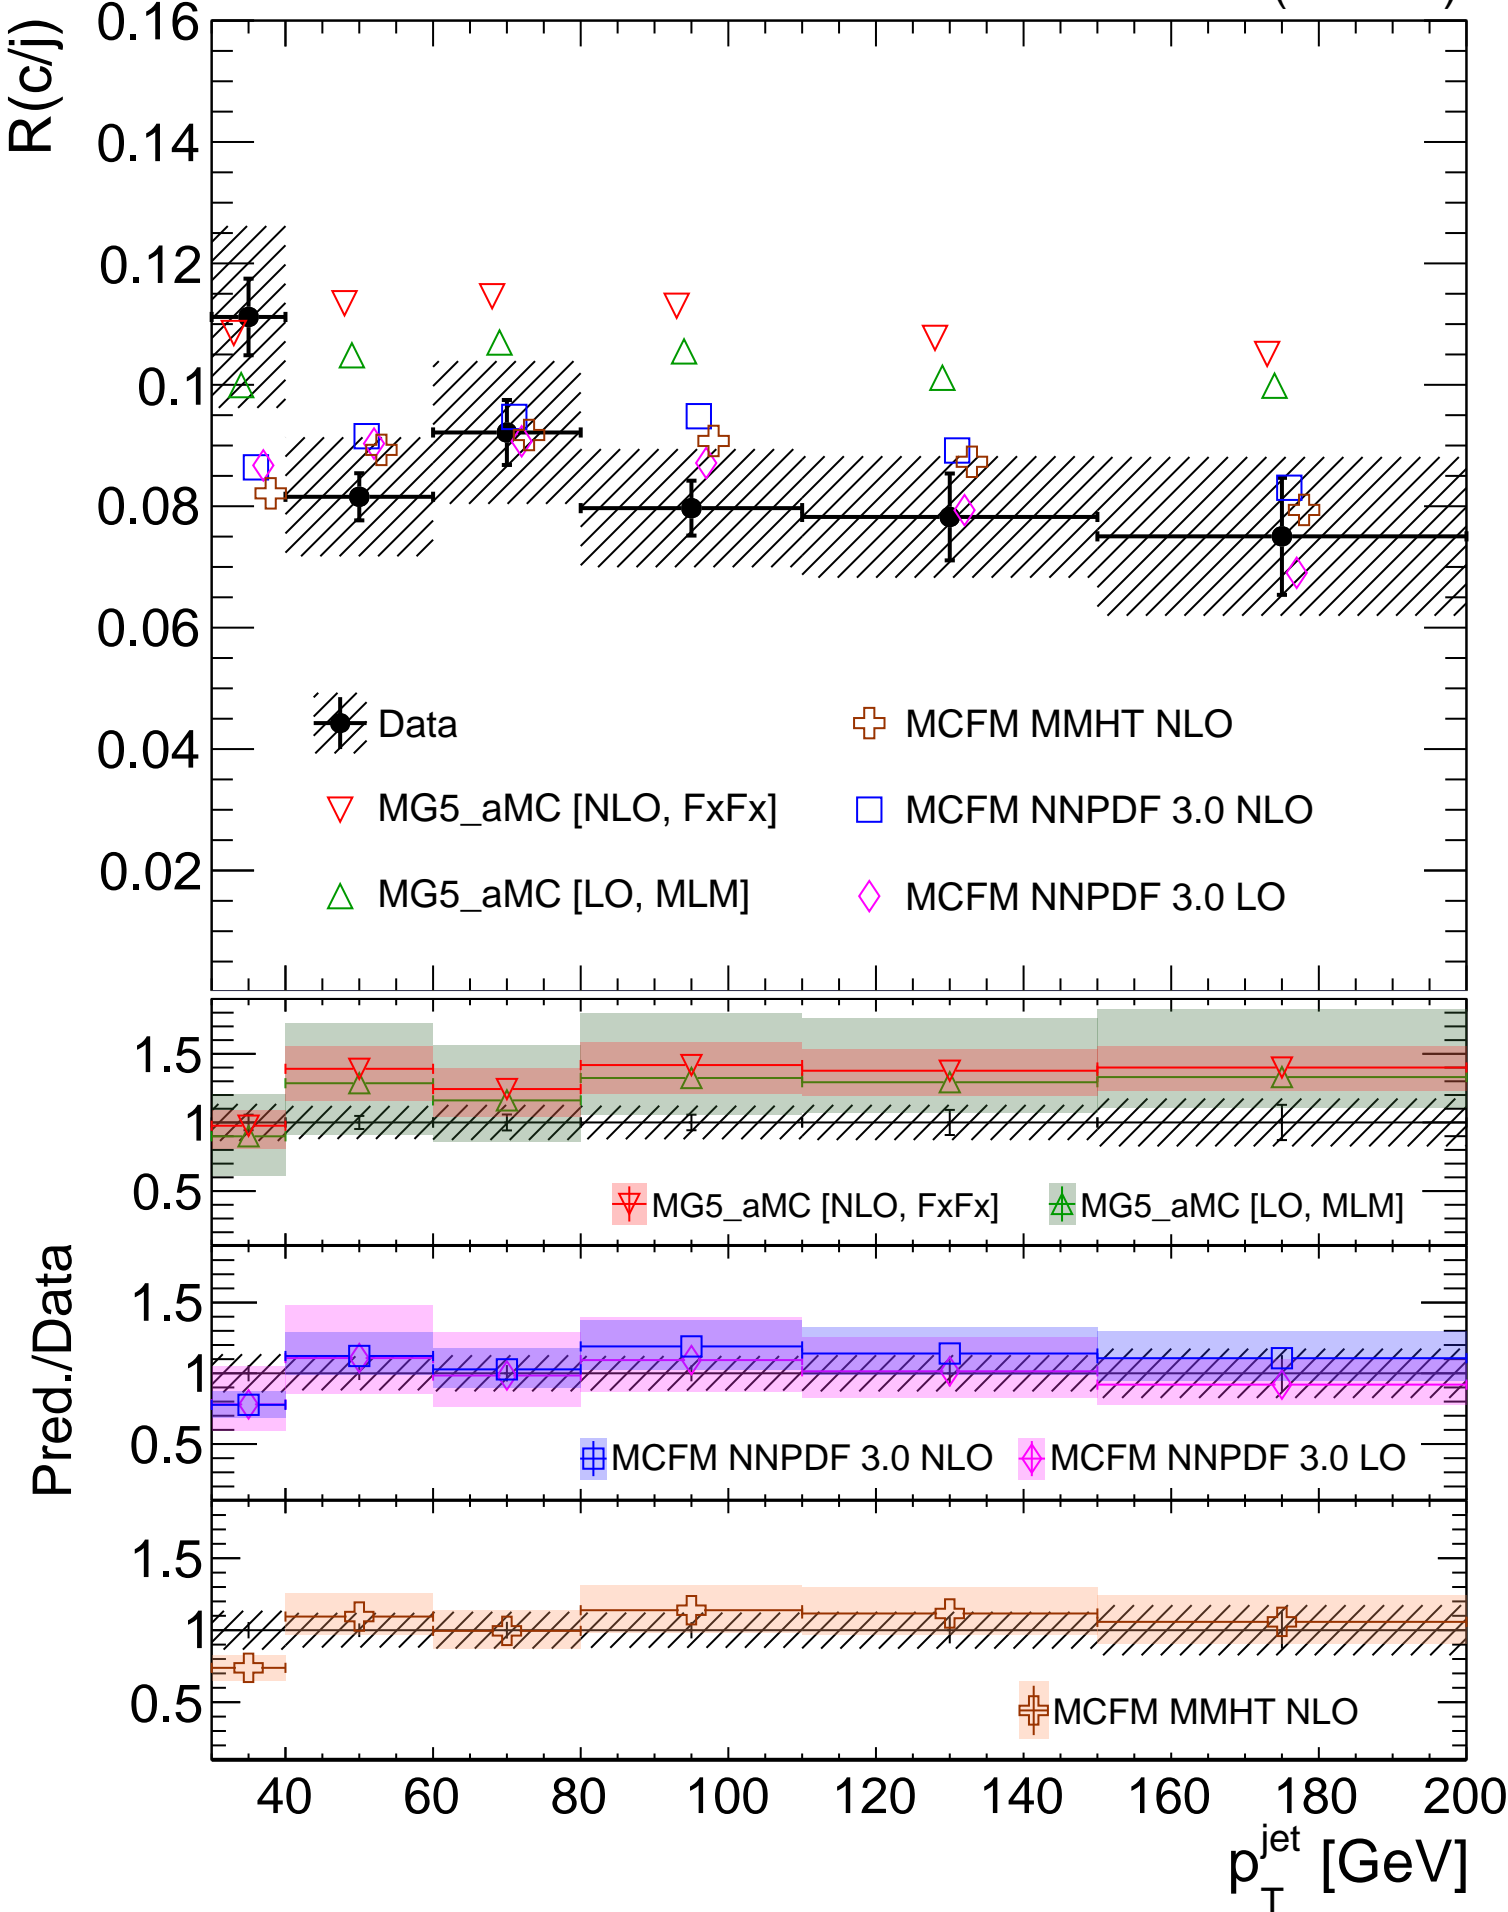 R(c/j)
0.16
0.14
0.12
0.1
0.08
0.06
0.04
0.02
Data
MCFM MMHT NLO
MG5_aMC [NLO, FxFx]
MCFM NNPDF 3.0 NLO
MG5_aMC [LO, MLM]
MCFM NNPDF 3.0 LO
Pred./Data
1.5
1
0.5
MG5_aMC [NLO, FxFx]
MG5_aMC [LO, MLM]
1.5
1
0.5
MCFM NNPDF 3.0 NLO
MCFM NNPDF 3.0 LO
1.5
1
0.5
MCFM MMHT NLO
40 60 80 100 120 140 160 180 200
p_T^jet [GeV]